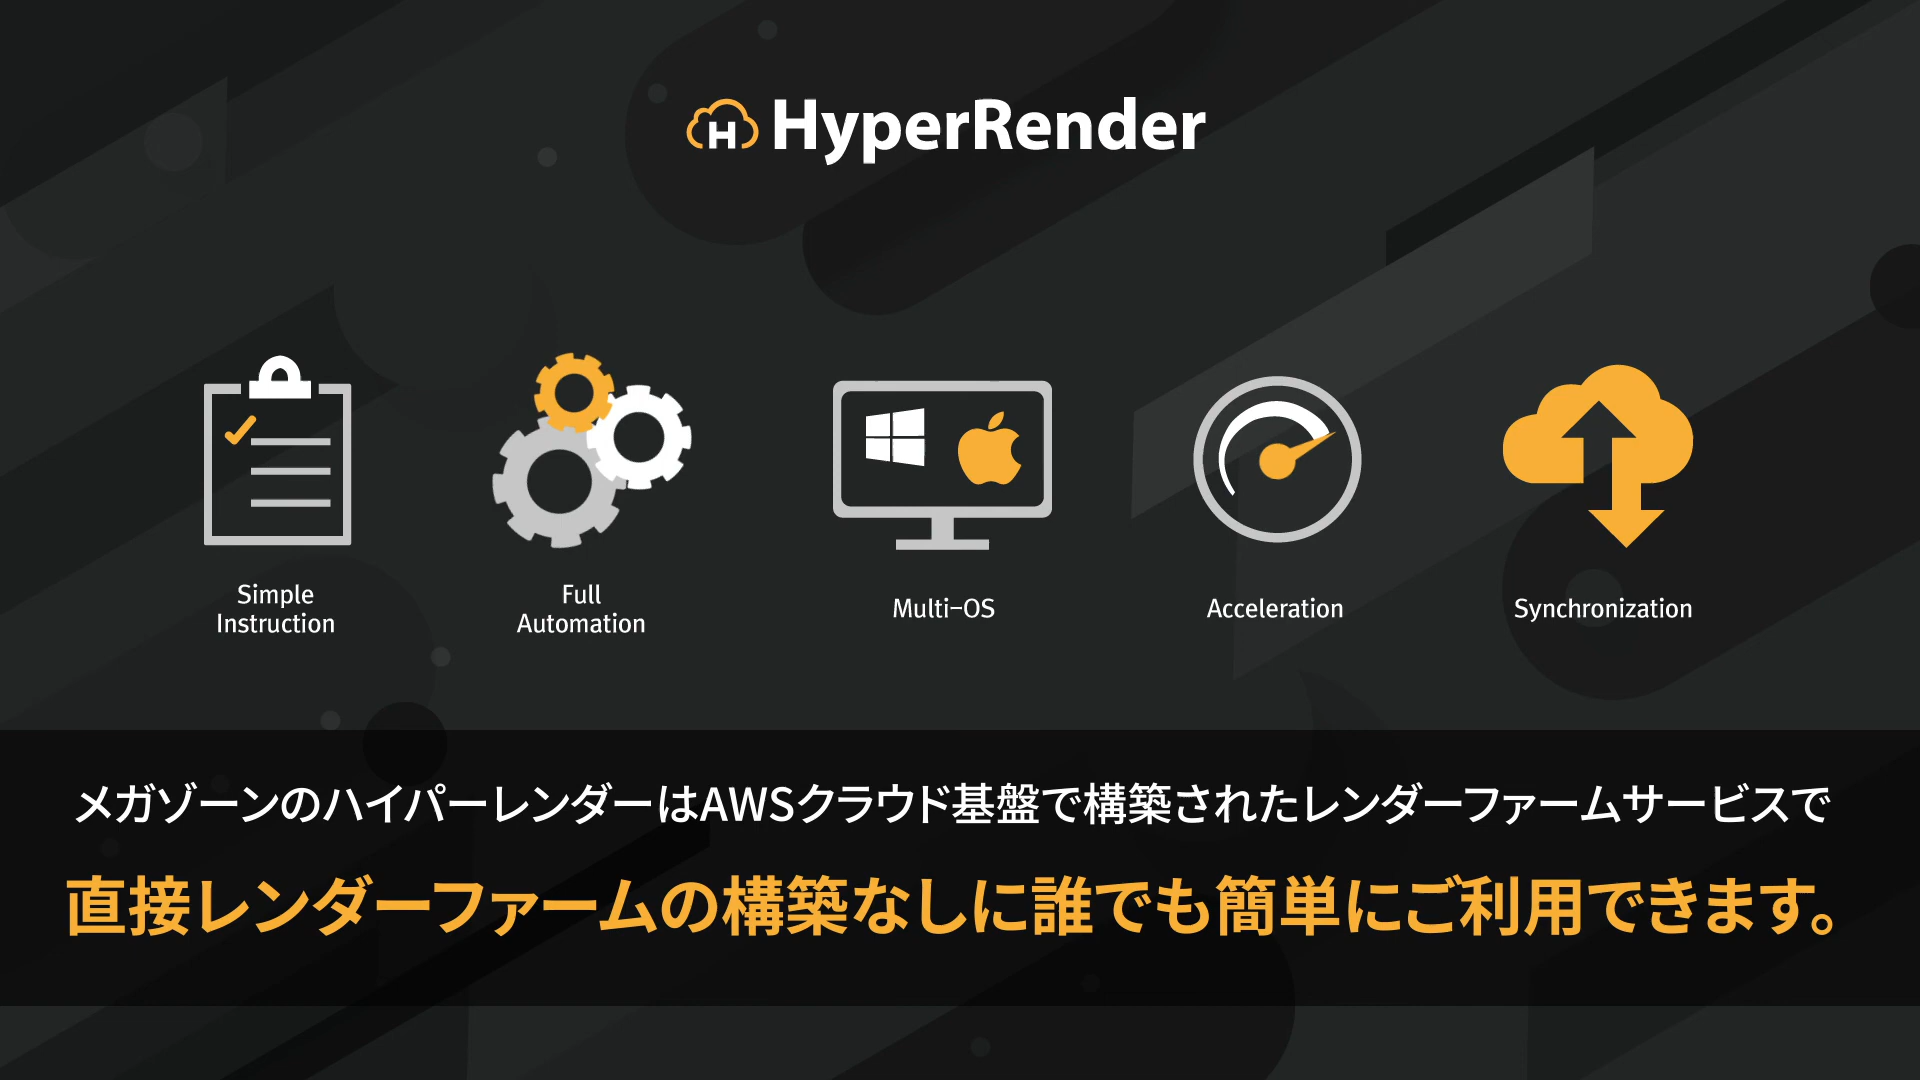 HyperRender
Simple
Instruction
Full
Automation
Multi-OS
Acceleration
Synchronization
メガゾーンのハイパーレンダーはAWSクラウド基盤で構築されたレンダーファームサービスで
直接レンダーファームの構築なしに誰でも簡単にご利用できます。